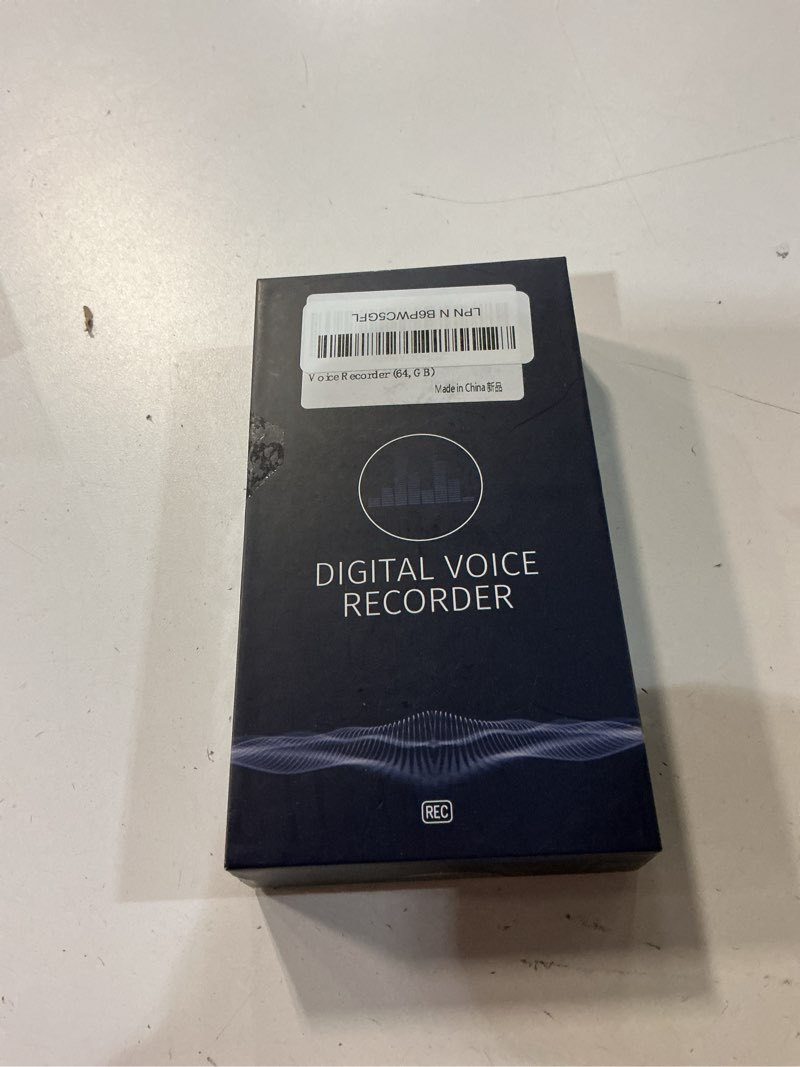 LPN N B6PWC5GFL
Voice Recorder (64, GB)
Made in China 新品
DIGITAL VOICE
RECORDER
REC